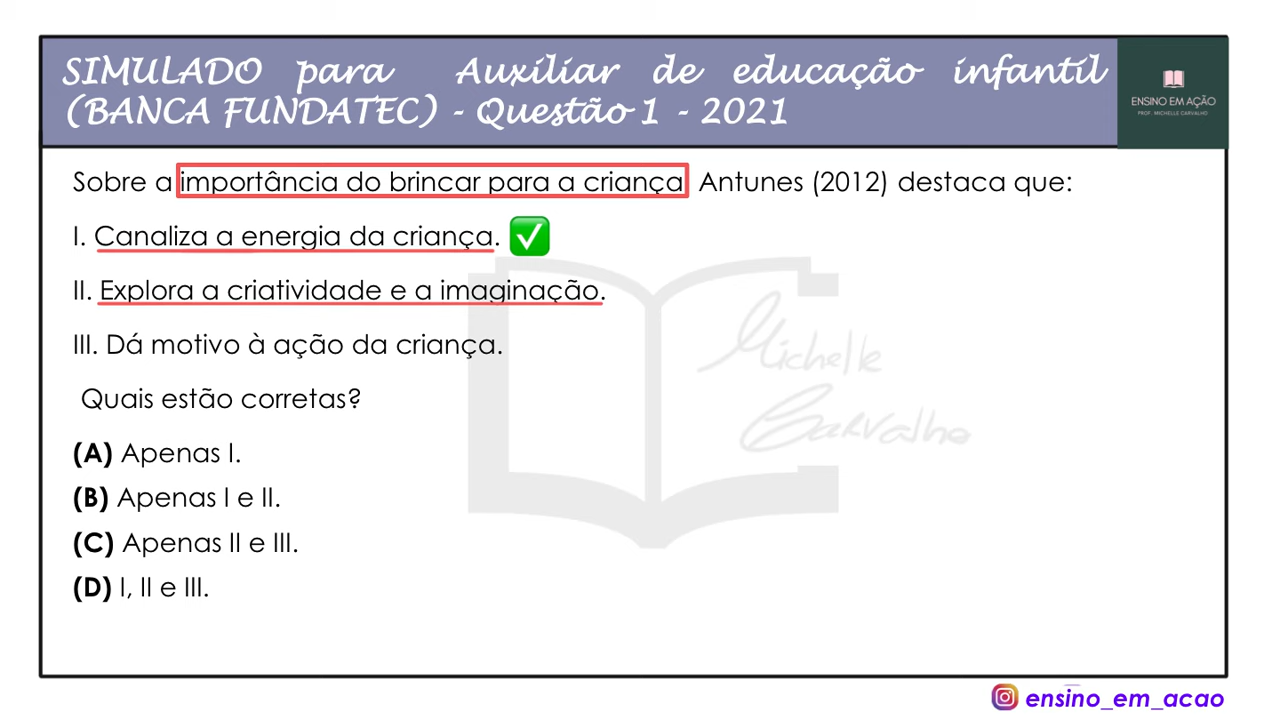 SIMULADO para Auxiliar de educação infantil
(BANCA FUNDATEC) - Questão 1 - 2021
ENSINO EM AÇÃO
PROF. MICHELLE CARVALHO
Sobre a importância do brincar para a criança Antunes (2012) destaca que:
I. Canaliza a energia da criança.
II. Explora a criatividade e a imaginação.
III. Dá motivo à ação da criança.
Michelle
Carvalho
Quais estão corretas?
(A) Apenas I.
(B) Apenas I e II.
(C) Apenas II e III.
(D) I, II e III.
ensino_em_acao